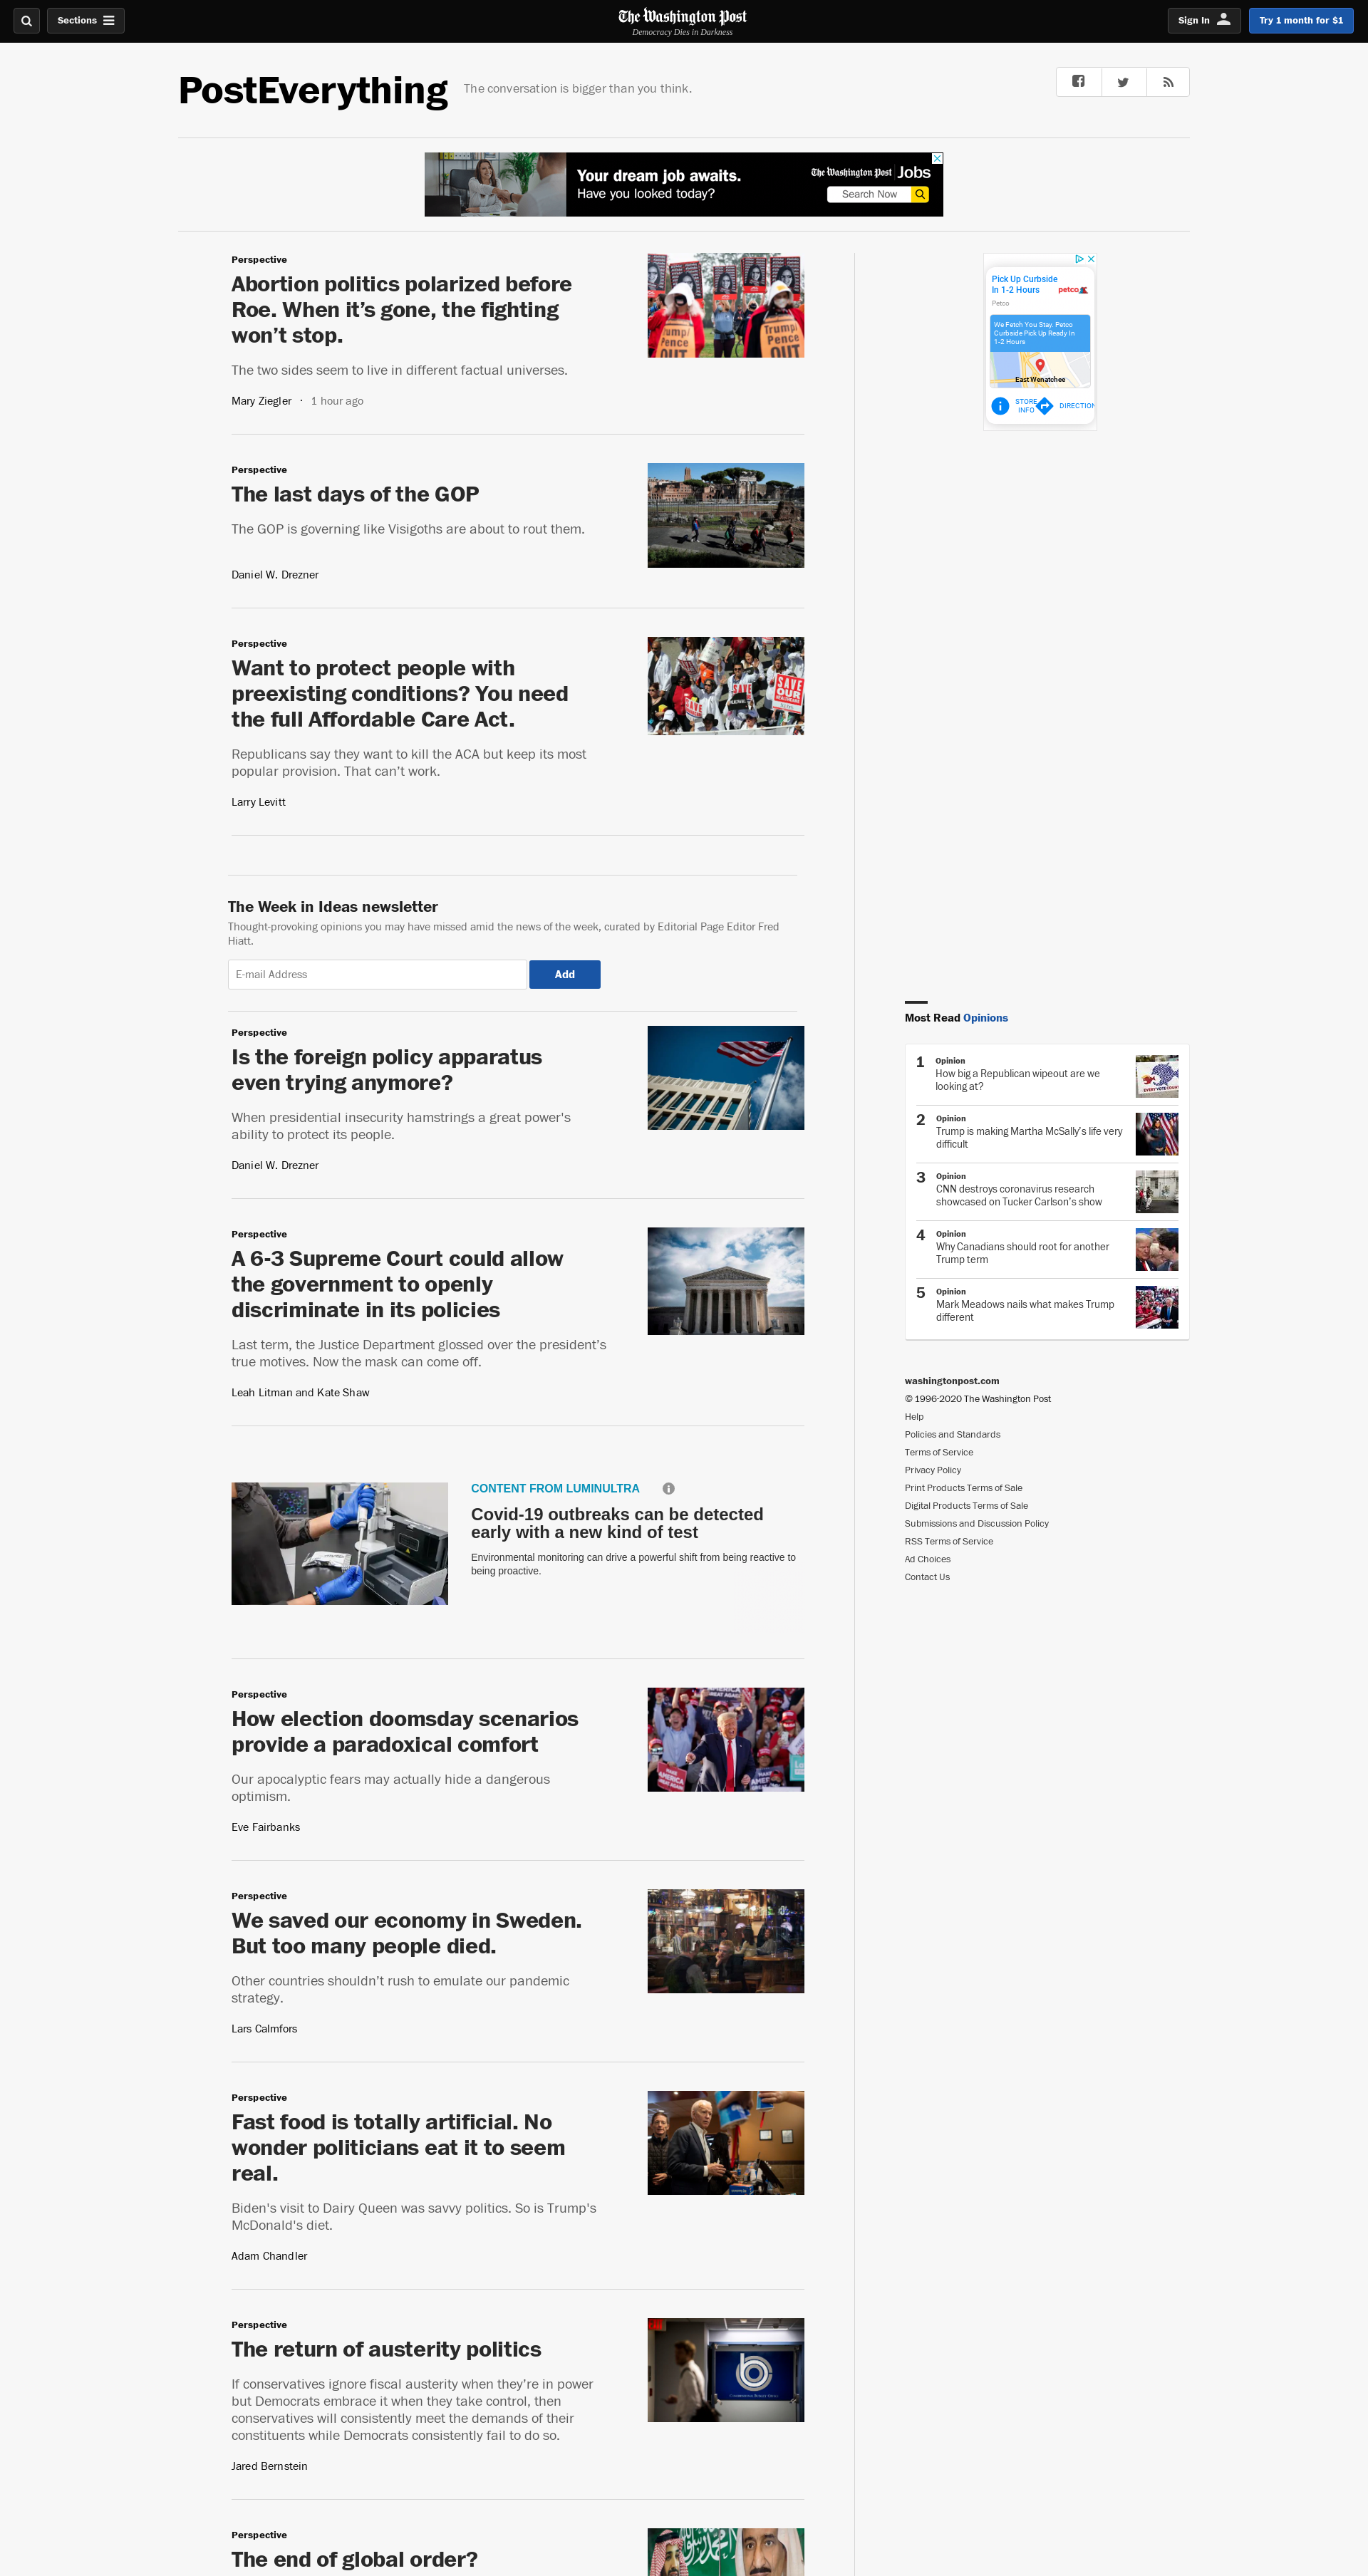 Sections
The Washington Post
Democracy Dies in Darkness
Sign In
Try 1 month for $1
PostEverything
The conversation is bigger than you think.
Your dream job awaits.
Have you looked today?
The Washington Post Jobs
Search Now
Perspective
Abortion politics polarized before
Roe. When it’s gone, the fighting
won’t stop.
The two sides seem to live in different factual universes.
Mary Ziegler · 1 hour ago
Trump/
Pence
OUT
Trump/
Pence
OUT
Pick Up Curbside
In 1-2 Hours
petco
Petco
We Fetch You Stay. Petco
Curbside Pick Up Ready In
1-2 Hours
East Wenatchee
STORE
INFO
DIRECTION
Perspective
The last days of the GOP
The GOP is governing like Visigoths are about to rout them.
Daniel W. Drezner
Perspective
Want to protect people with
preexisting conditions? You need
the full Affordable Care Act.
Republicans say they want to kill the ACA but keep its most
popular provision. That can’t work.
Larry Levitt
SAVE
SAVE
OUR
The Week in Ideas newsletter
Thought-provoking opinions you may have missed amid the news of the week, curated by Editorial Page Editor Fred
Hiatt.
E-mail Address
Add
Perspective
Is the foreign policy apparatus
even trying anymore?
When presidential insecurity hamstrings a great power's
ability to protect its people.
Daniel W. Drezner
Perspective
A 6-3 Supreme Court could allow
the government to openly
discriminate in its policies
Last term, the Justice Department glossed over the president's
true motives. Now the mask can come off.
Leah Litman and Kate Shaw
Most Read Opinions
1
Opinion
How big a Republican wipeout are we
looking at?
EVERY VOTE COUNTS
2
Opinion
Trump is making Martha McSally’s life very
difficult
3
Opinion
CNN destroys coronavirus research
showcased on Tucker Carlson’s show
4
Opinion
Why Canadians should root for another
Trump term
5
Opinion
Mark Meadows nails what makes Trump
different
washingtonpost.com
© 1996-2020 The Washington Post
Help
Policies and Standards
Terms of Service
Privacy Policy
Print Products Terms of Sale
Digital Products Terms of Sale
Submissions and Discussion Policy
RSS Terms of Service
Ad Choices
Contact Us
CONTENT FROM LUMINULTRA
Covid-19 outbreaks can be detected
early with a new kind of test
Environmental monitoring can drive a powerful shift from being reactive to
being proactive.
Perspective
How election doomsday scenarios
provide a paradoxical comfort
Our apocalyptic fears may actually hide a dangerous
optimism.
Eve Fairbanks
Perspective
We saved our economy in Sweden.
But too many people died.
Other countries shouldn’t rush to emulate our pandemic
strategy.
Lars Calmfors
Perspective
Fast food is totally artificial. No
wonder politicians eat it to seem
real.
Biden's visit to Dairy Queen was savvy politics. So is Trump's
McDonald's diet.
Adam Chandler
Perspective
The return of austerity politics
If conservatives ignore fiscal austerity when they’re in power
but Democrats embrace it when they take control, then
conservatives will consistently meet the demands of their
constituents while Democrats consistently fail to do so.
Jared Bernstein
Perspective
The end of global order?